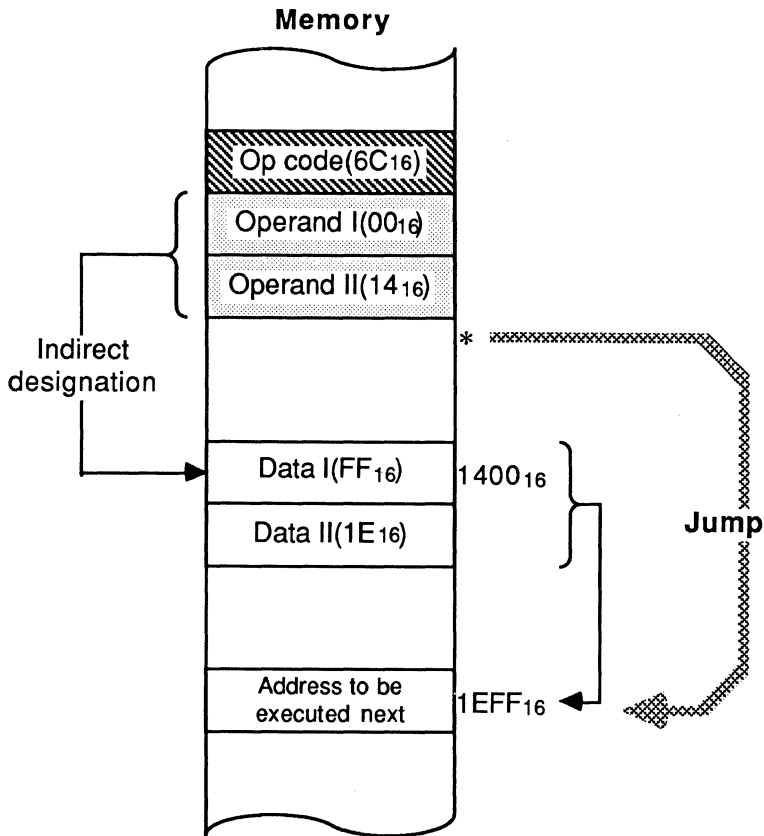 Memory
Op code(6C₁₆)
Operand I(00₁₆)
Operand II(14₁₆)
*
Indirect
designation
Data I(FF₁₆)
1400₁₆
Data II(1E₁₆)
Jump
Address to be
executed next
1EFF₁₆